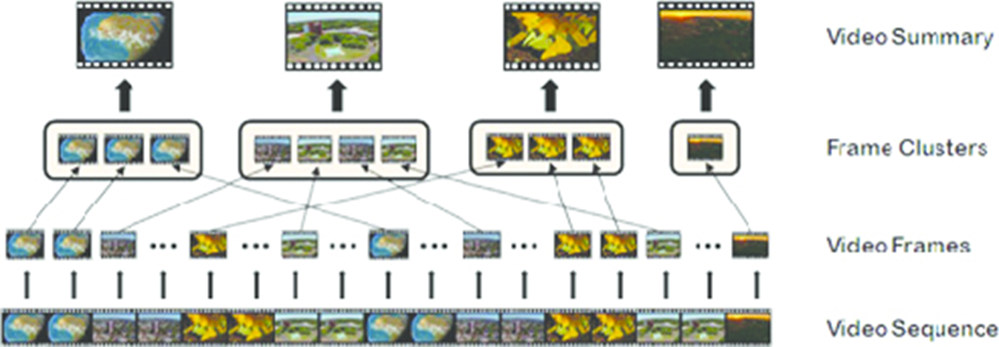 Video Summary
Frame Clusters
Video Frames
Video Sequence